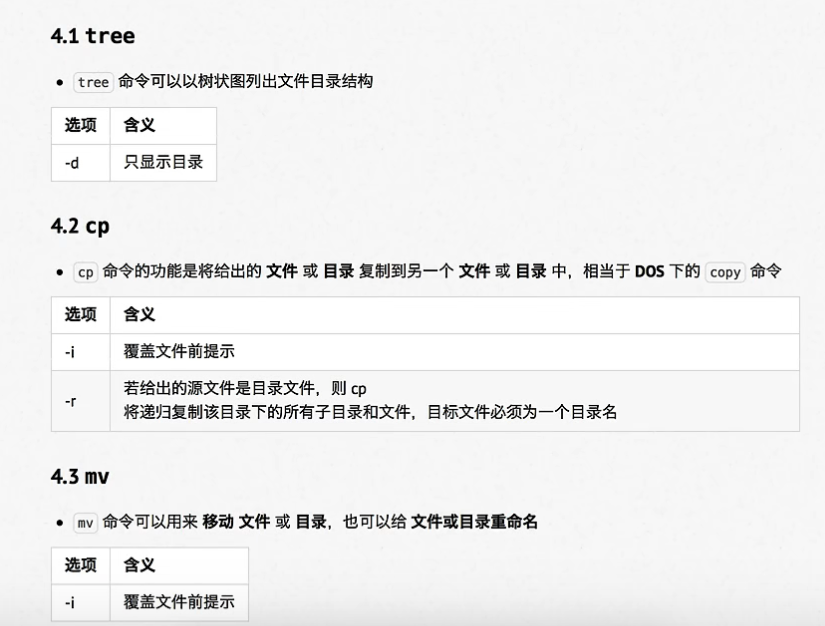 4.1 tree
• tree 命令可以以树状图列出文件目录结构
选项 含义
-d 只显示目录
4.2 cp
• cp 命令的功能是将给出的 文件 或 目录 复制到另一个 文件 或 目录 中，相当于 DOS 下的 copy 命令
选项 含义
-i 覆盖文件前提示
-r 若给出的源文件是目录文件，则 cp
将递归复制该目录下的所有子目录和文件，目标文件必须为一个目录名
4.3 mv
• mv 命令可以用来 移动 文件 或 目录，也可以给 文件或目录重命名
选项 含义
-i 覆盖文件前提示